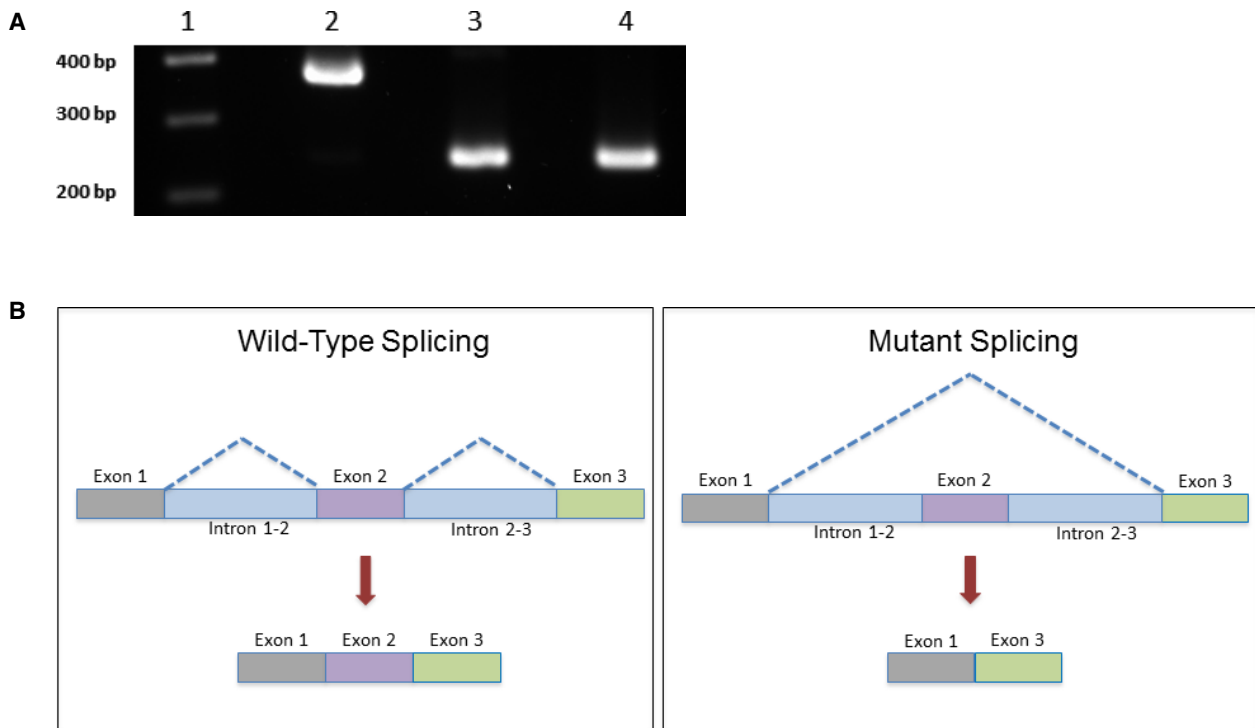 A
1 2 3 4
400 bp
300 bp
200 bp
B
Wild-Type Splicing
Exon 1
Exon 2
Exon 3
Intron 1-2
Intron 2-3
Exon 1 Exon 2 Exon 3
Mutant Splicing
Exon 1
Exon 2
Exon 3
Intron 1-2
Intron 2-3
Exon 1 Exon 3